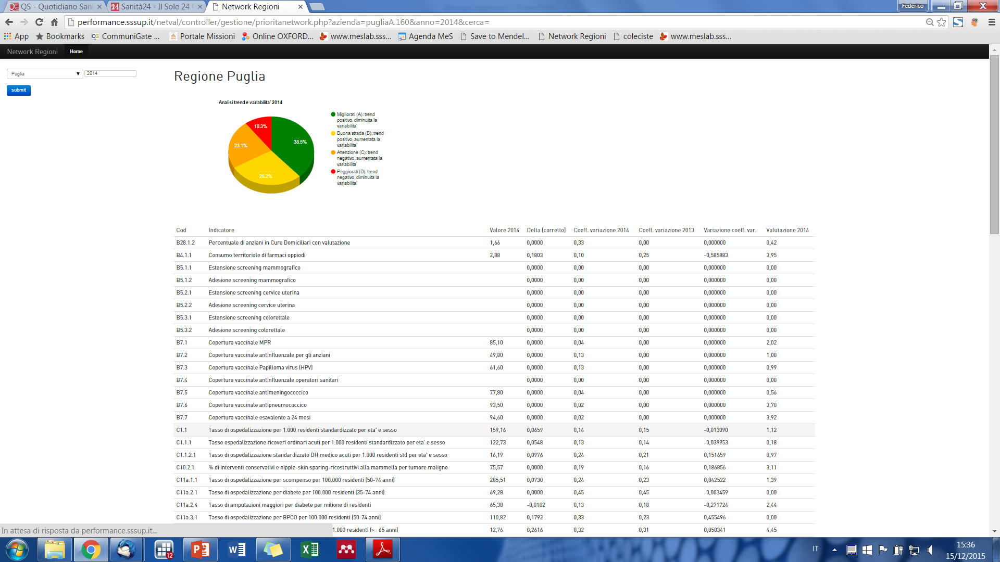 QS - Quotidiano Sani
Sanità24 - Il Sole 24
Network Regioni
Federico
performance.sssup.it/netval/controller/gestione/prioritanetwork.php?azienda=pugliaA.160&anno=2014&cerca=
App Bookmarks CommuniGate ... Portale Missioni Online OXFORD... www.meslab.sss... Agenda MeS Save to Mendel... Network Regioni coleciste www.meslab.sss...
Network Regioni Home
Puglia 2014
submit
Regione Puglia
Analisi trend e variabilita' 2014
10.3%
38.5%
23.1%
28.2%
Migliorati (A): trend
positivo, diminuita la
variabilita'
Buona strada (B): trend
positivo, aumentata la
variabilita'
Attenzione (C): trend
negativo, aumentata la
variabilita'
Peggiorati (D): trend
negativo, diminuita la
variabilita'
Cod Indicatore Valore 2014 Delta (corretto) Coeff. variazione 2014 Coeff. variazione 2013 Variazione coeff. var. Valutazione 2014
B28.1.2 Percentuale di anziani in Cure Domiciliari con valutazione 1,66 0,0000 0,33 0,00 0,000000 0,42
B4.1.1 Consumo territoriale di farmaci oppiodi 2,88 0,1803 0,10 0,25 -0,585883 3,95
B5.1.1 Estensione screening mammografico 0,0000 0,00 0,00 0,000000 0,00
B5.1.2 Adesione screening mammografico 0,0000 0,00 0,00 0,000000 0,00
B5.2.1 Estensione screening cervice uterina 0,0000 0,00 0,00 0,000000 0,00
B5.2.2 Adesione screening cervice uterina 0,0000 0,00 0,00 0,000000 0,00
B5.3.1 Estensione screening colorettale 0,0000 0,00 0,00 0,000000 0,00
B5.3.2 Adesione screening colorettale 0,0000 0,00 0,00 0,000000 0,00
B7.1 Copertura vaccinale MPR 85,10 0,0000 0,04 0,00 0,000000 2,02
B7.2 Copertura vaccinale antinfluenzale per gli anziani 49,80 0,0000 0,13 0,00 0,000000 1,00
B7.3 Copertura vaccinale Papilloma virus (HPV) 61,60 0,0000 0,13 0,00 0,000000 0,99
B7.4 Copertura vaccinale antinfluenzale operatori sanitari 0,0000 0,00 0,00 0,000000 0,00
B7.5 Copertura vaccinale antimeningococcico 77,80 0,0000 0,04 0,00 0,000000 0,56
B7.6 Copertura vaccinale antipneumococcico 93,50 0,0000 0,02 0,00 0,000000 3,70
B7.7 Copertura vaccinale esavalente a 24 mesi 94,60 0,0000 0,02 0,00 0,000000 3,92
C1.1 Tasso di ospedalizzazione per 1.000 residenti standardizzato per eta' e sesso 159,16 0,0659 0,14 0,15 -0,013090 1,12
C1.1.1 Tasso ospedalizzazione ricoveri ordinari acuti per 1.000 residenti standardizzato per eta' e sesso 122,73 0,0548 0,13 0,14 -0,039953 0,18
C1.1.2.1 Tasso di ospedalizzazione standardizzato DH medico acuti per 1.000 residenti std per eta' e sesso 16,19 0,0976 0,24 0,21 0,151659 0,97
C10.2.1 % di interventi conservativi e nipple-skin sparing-ricostruttivi alla mammella per tumore maligno 75,57 0,0000 0,19 0,16 0,186856 3,11
C11a.1.1 Tasso di ospedalizzazione per scompenso per 100.000 residenti (50-74 anni) 285,51 0,0730 0,24 0,23 0,042522 1,39
C11a.2.1 Tasso di ospedalizzazione per diabete per 100.000 residenti (35-74 anni) 69,28 0,0000 0,45 0,45 -0,003459 0,00
C11a.2.4 Tasso di amputazioni maggiori per diabete per milione di residenti 65,38 -0,0102 0,13 0,18 -0,271724 2,44
C11a.3.1 Tasso di ospedalizzazione per BPCO per 100.000 residenti (50-74 anni) 110,82 0,1792 0,33 0,23 0,455496 0,00
In attesa di risposta da performance.sssup.it... 1.000 residenti (>= 65 anni) 12,76 0,2616 0,32 0,31 0,050341 4,45
12
IT
15:36
15/12/2015